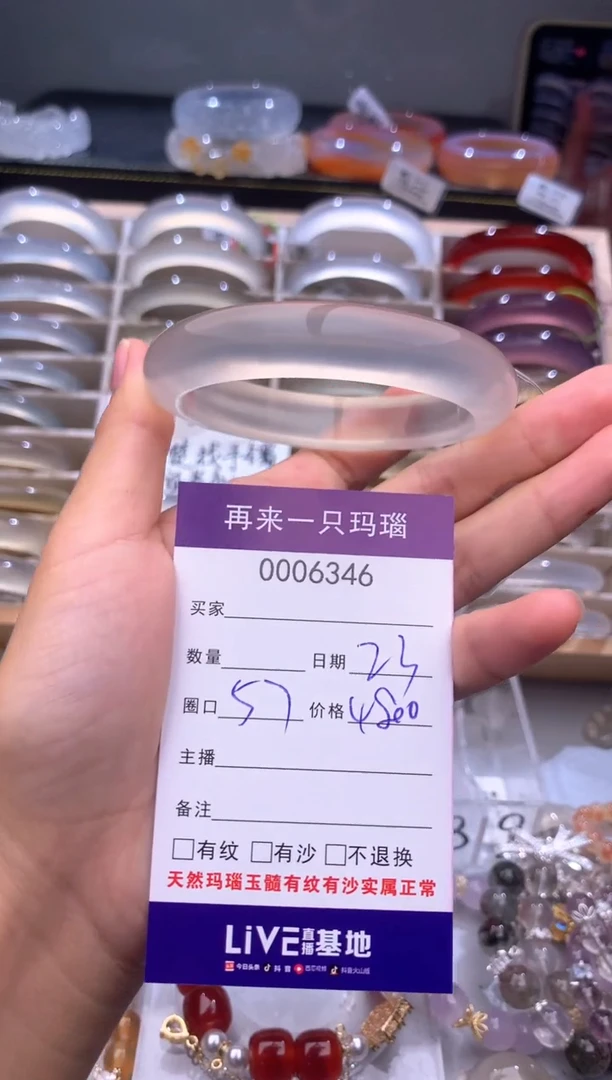 再来一只玛瑙
0006346
买家
数量 日期 23
圈口 57 价格 4800
主播
备注
□有纹 □有沙 □不退换
天然玛瑙玉髓有纹有沙实属正常
LiVE直播基地
今日头条 抖音 西瓜视频 抖音火山版